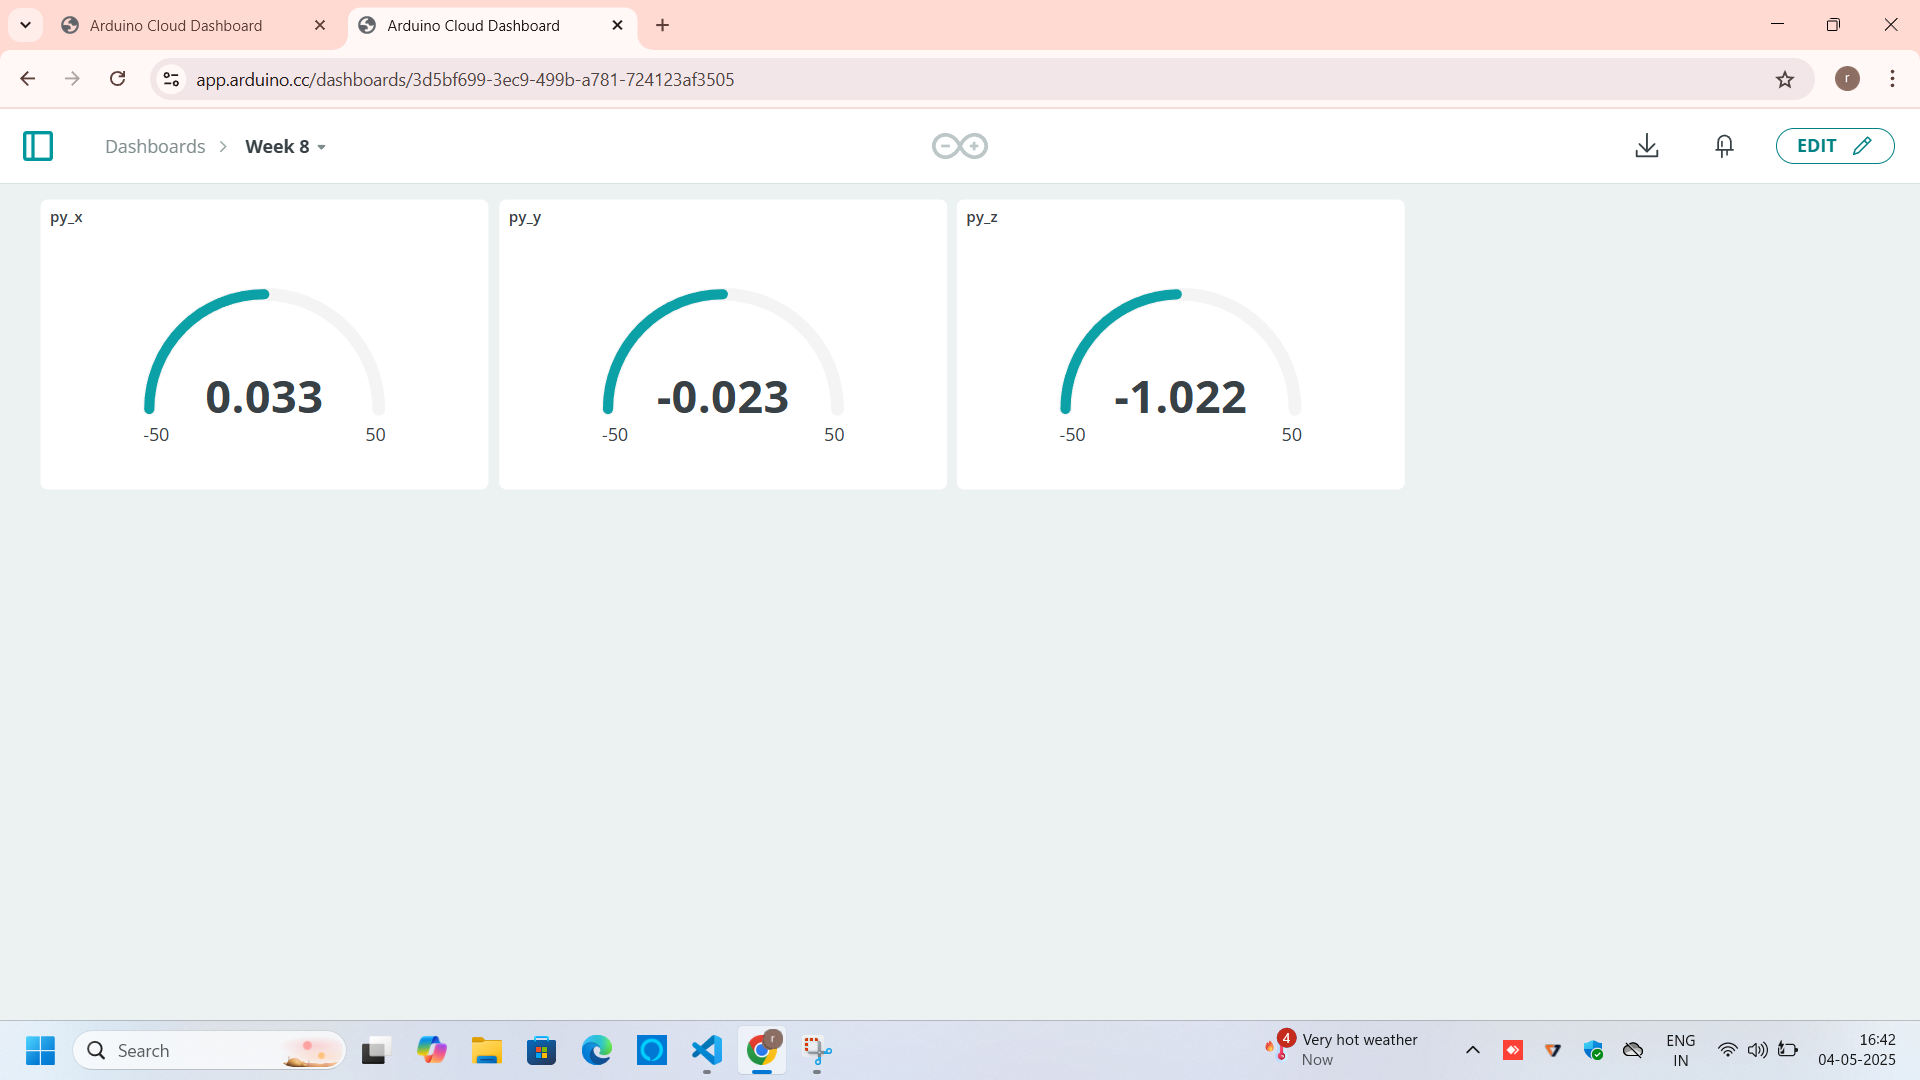 Arduino Cloud Dashboard
Arduino Cloud Dashboard
app.arduino.cc/dashboards/3d5bf699-3ec9-499b-a781-724123af3505
r
Dashboards > Week 8
EDIT
py_x
0.033
-50 50
py_y
-0.023
-50 50
py_z
-1.022
-50 50
Search
r
4
Very hot weather
Now
ENG
IN
16:42
04-05-2025